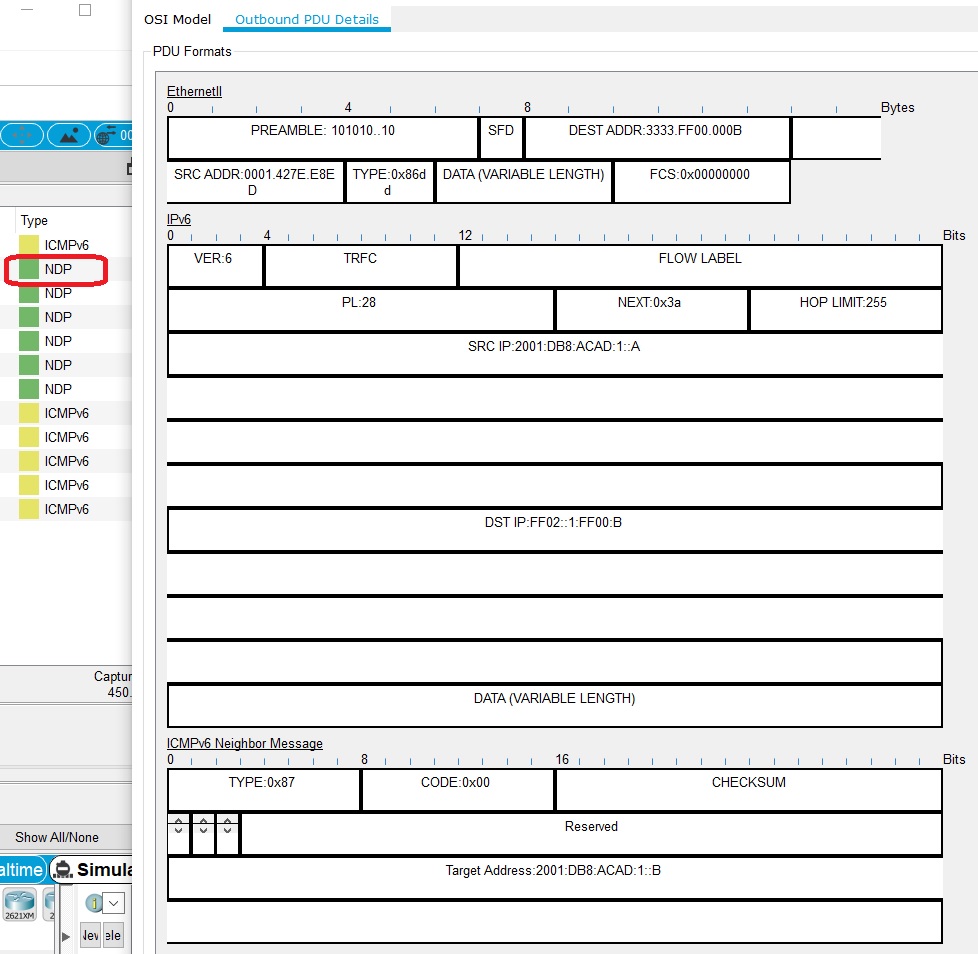 OSI Model Outbound PDU Details
PDU Formats
EthernetII
0 4 8 Bytes
PREAMBLE: 101010..10 SFD DEST ADDR:3333.FF00.000B
SRC ADDR:0001.427E.E8E
D TYPE:0x86d
d DATA (VARIABLE LENGTH) FCS:0x00000000
IPv6
0 4 12 Bits
VER:6 TRFC FLOW LABEL
PL:28 NEXT:0x3a HOP LIMIT:255
SRC IP:2001:DB8:ACAD:1::A
DST IP:FF02::1:FF00:B
DATA (VARIABLE LENGTH)
ICMPv6 Neighbor Message
0 8 16 Bits
TYPE:0x87 CODE:0x00 CHECKSUM
Reserved
Target Address:2001:DB8:ACAD:1::B
00
Type
ICMPv6
NDP
NDP
NDP
NDP
NDP
NDP
ICMPv6
ICMPv6
ICMPv6
ICMPv6
ICMPv6
Captur
450.
Show All/None
altime Simula
2621XM 2
1
ele